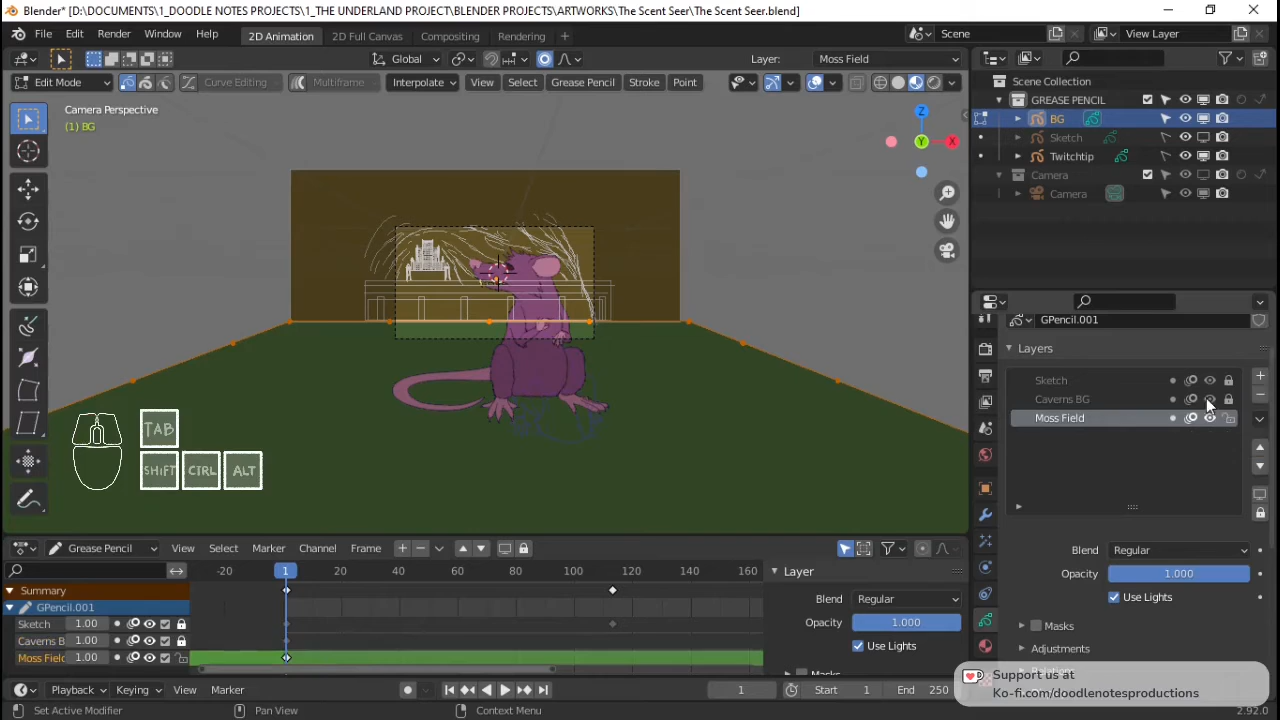 Blender* [D:\DOCUMENTS\1_DOODLE NOTES PROJECTS\1_THE UNDERLAND PROJECT\BLENDER PROJECTS\ARTWORKS\The Scent Seer\The Scent Seer.blend]
File Edit Render Window Help 2D Animation 2D Full Canvas Compositing Rendering + Scene View Layer
Global Layer: Moss Field
Edit Mode Curve Editing Multiframe Interpolate View Select Grease Pencil Stroke Point
Scene Collection
GREASE PENCIL
BG
Sketch
Twitchtip
Camera
Camera
Camera Perspective
(1) BG
Z
Y
X
GPencil.001
Layers
Sketch
Caverns BG
Moss Field
Blend Regular
Opacity 1.000
Use Lights
Masks
Adjustments
TAB
SHIFT CTRL ALT
Grease Pencil View Select Marker Channel Frame
-20 1 20 40 60 80 100 120 140 160
Summary
GPencil.001
Sketch 1.00
Caverns B 1.00
Moss Field 1.00
Layer
Blend Regular
Opacity 1.000
Use Lights
Support us at
Ko-fi.com/doodlenotesproductions
Playback Keying View Marker 1 Start 1 End 250
Set Active Modifier Pan View Context Menu 2.92.0